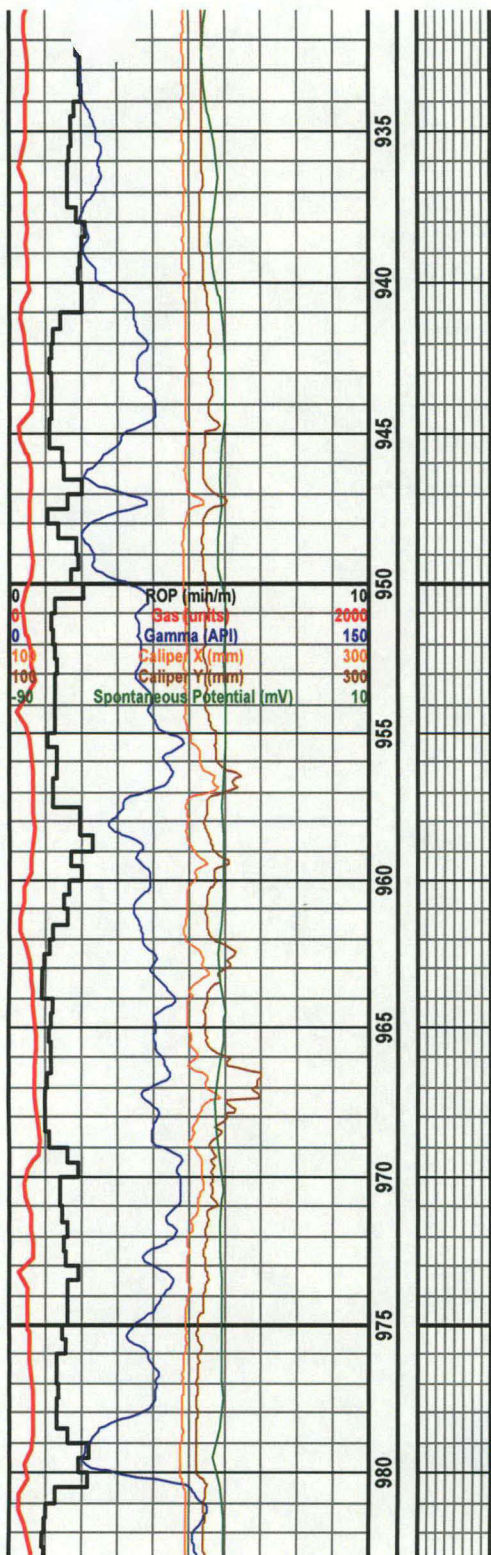 935
940
945
950
0 ROP (min/m) 10
0 Gas (units) 2000
0 Gamma (API) 150
100 Caliper X (mm) 300
100 Caliper Y (mm) 300
-90 Spontaneous Potential (mV) 10
955
960
965
970
975
980